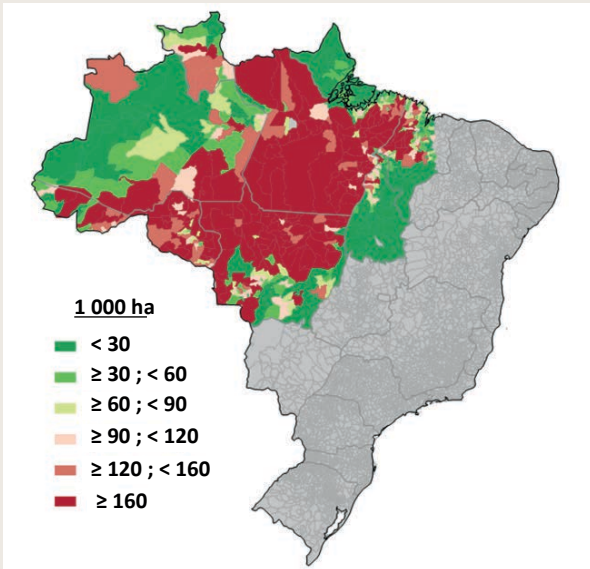 1 000 ha
< 30
≥ 30 ; < 60
≥ 60 ; < 90
≥ 90 ; < 120
≥ 120 ; < 160
≥ 160